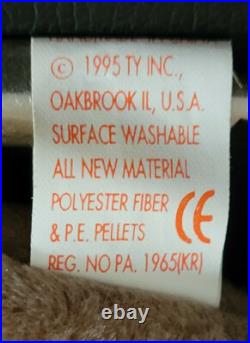 © 1995 TY INC.,
OAKBROOK IL, U.S.A.
SURFACE WASHABLE
ALL NEW MATERIAL
POLYESTER FIBER
& P.E. PELLETS CE
REG. NO PA. 1965(KR)